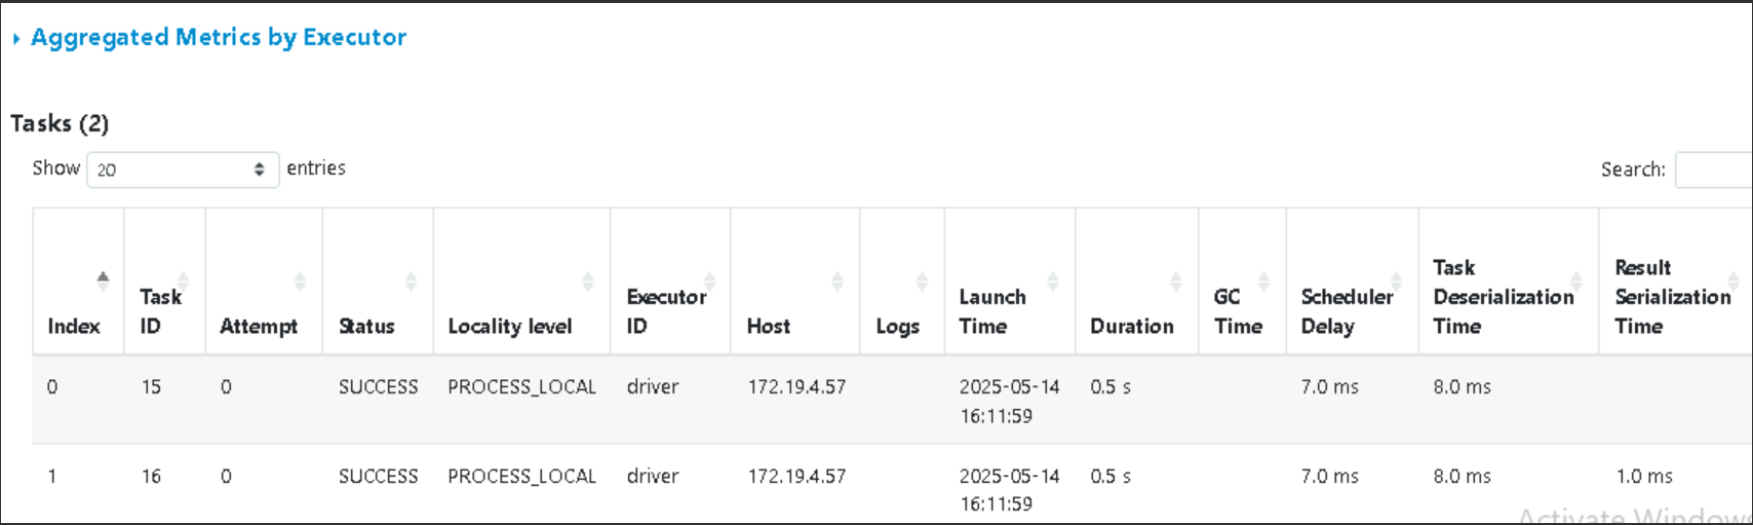 Aggregated Metrics by Executor
Tasks (2)
Show 20 entries Search:
Index Task ID Attempt Status Locality level Executor ID Host Logs Launch Time Duration GC Time Scheduler Delay Task Deserialization Time Result Serialization Time
0 15 0 SUCCESS PROCESS_LOCAL driver 172.19.4.57 2025-05-14 0.5 s 7.0 ms 8.0 ms
16:11:59
1 16 0 SUCCESS PROCESS_LOCAL driver 172.19.4.57 2025-05-14 0.5 s 7.0 ms 8.0 ms 1.0 ms
16:11:59
Activate Windows